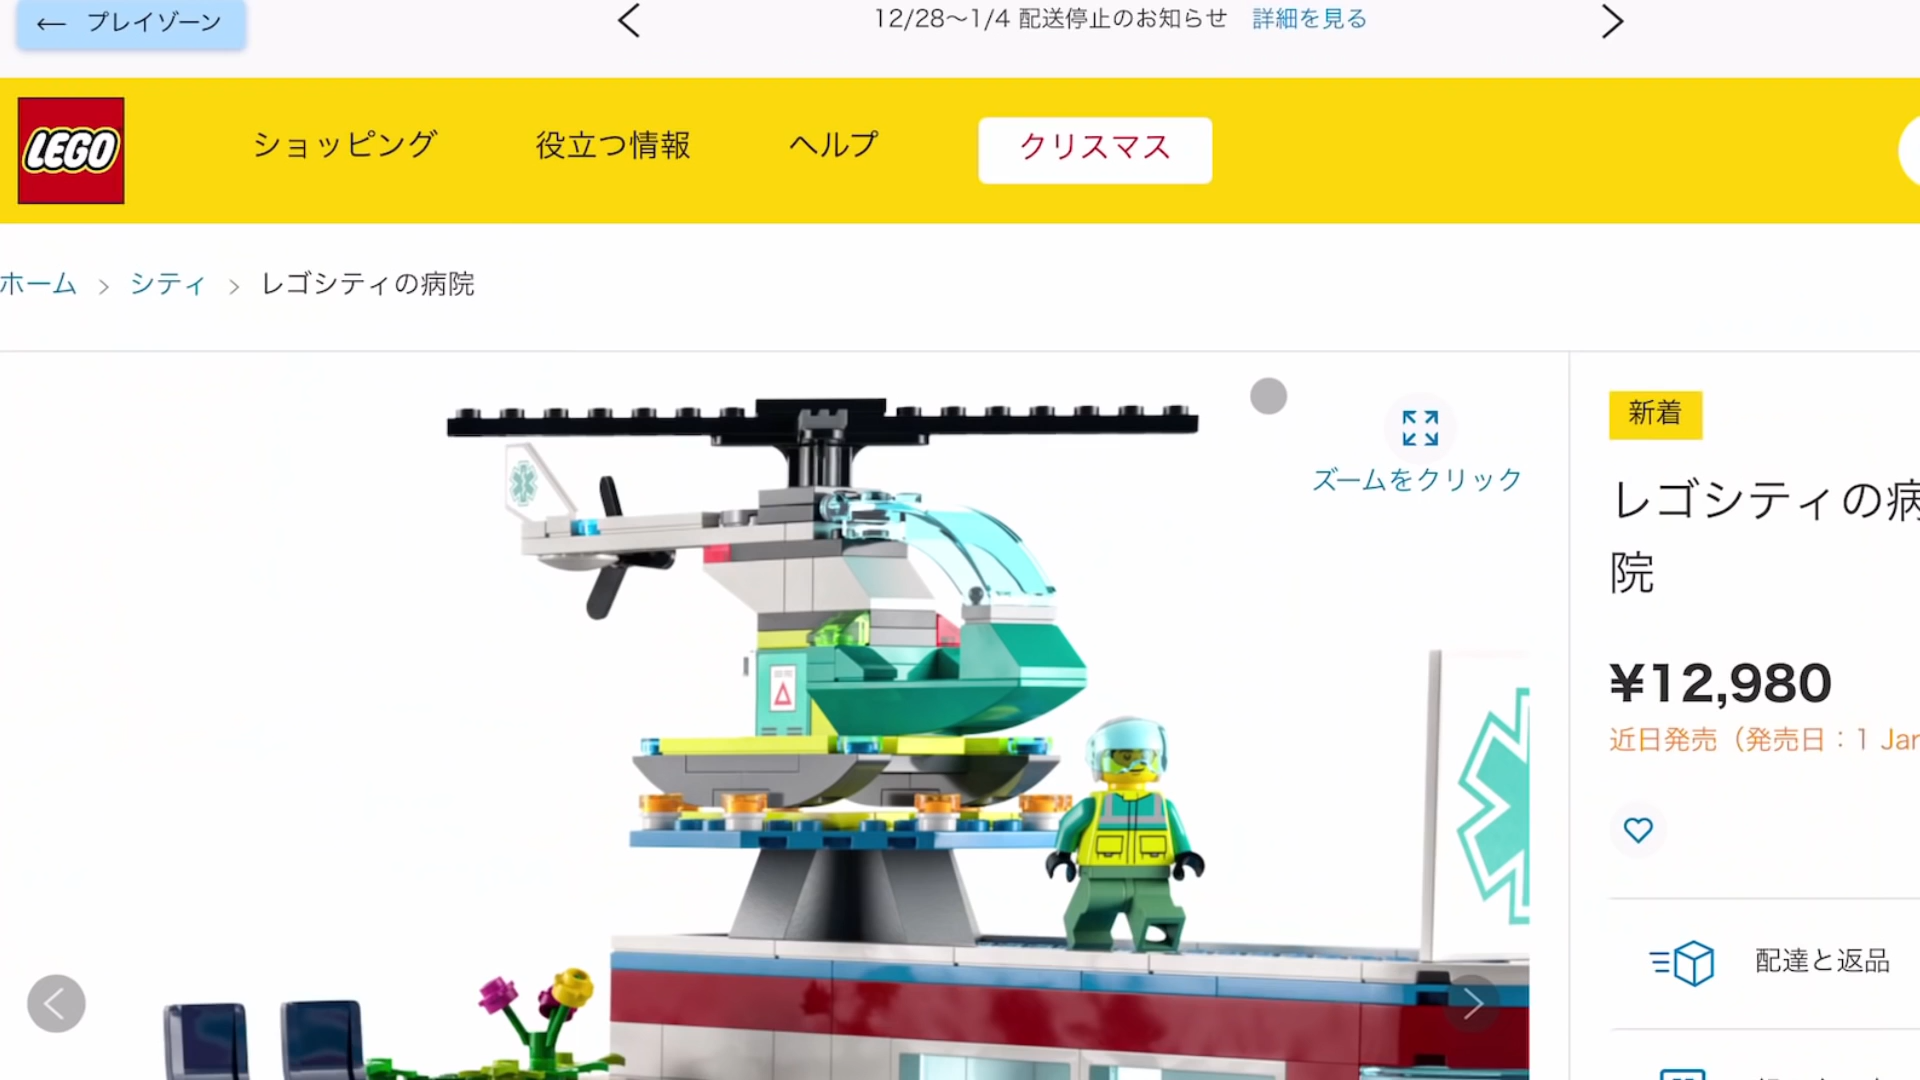 ← プレイゾーン
12/28〜1/4 配送停止のお知らせ 詳細を見る
LEGO
ショッピング 役立つ情報 ヘルプ クリスマス
ホーム > シティ > レゴシティの病院
新着
ズームをクリック
レゴシティの病
院
¥12,980
近日発売（発売日：1 Jan
配達と返品